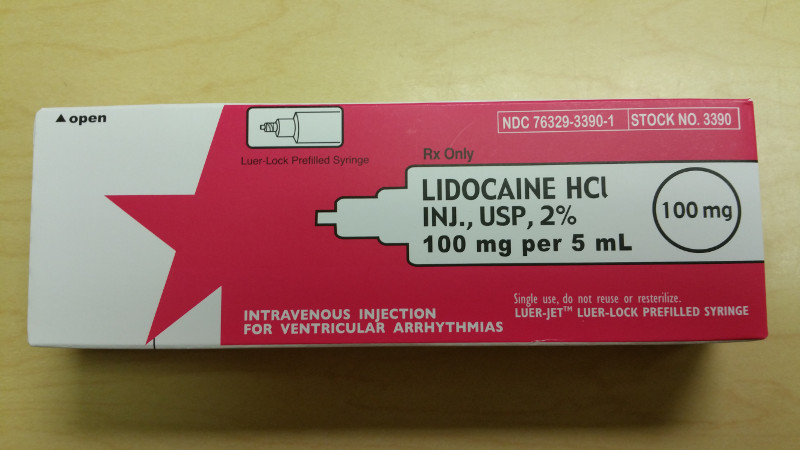 ▲ open
Luer-Lock Prefilled Syringe
NDC 76329-3390-1 STOCK NO. 3390
Rx Only
LIDOCAINE HCl
INJ., USP, 2%
100 mg per 5 mL
100 mg
INTRAVENOUS INJECTION
FOR VENTRICULAR ARRHYTHMIAS
Single use, do not reuse or resterilize.
LUER-JET™ LUER-LOCK PREFILLED SYRINGE